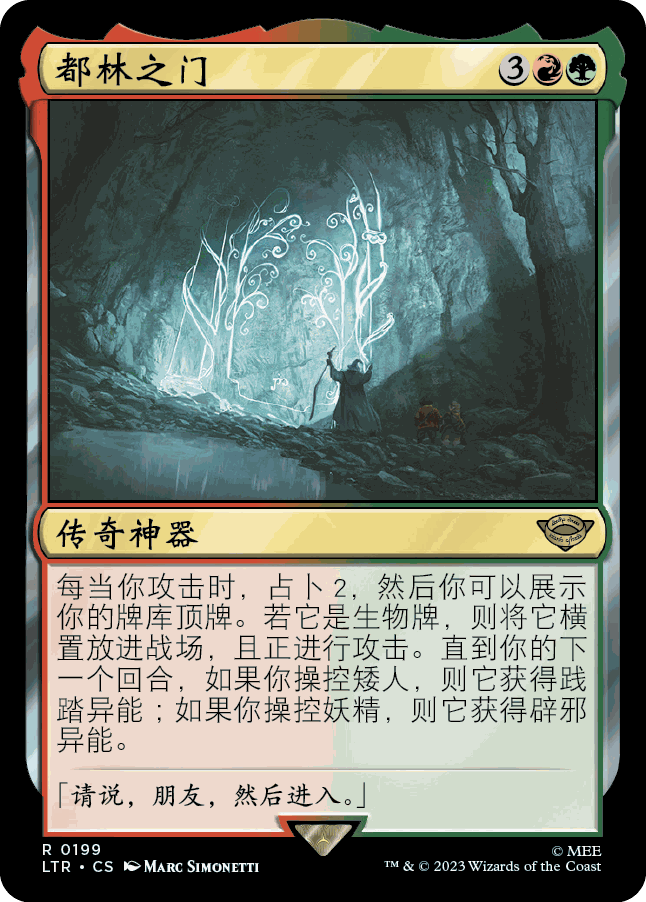 都林之门 3
每当你攻击时，占卜2，然后你可以展示
你的牌库顶牌。若它是生物牌，则将它横
置放进战场，且正进行攻击。直到你的下
一个回合，如果你操控矮人，则它获得践
踏异能；如果你操控妖精，则它获得辟邪
异能。
「请说，朋友，然后进入。」
传奇神器
R 0199
LTR • CS Marc Simonetti
© MEE
™ & © 2023 Wizards of the Coast